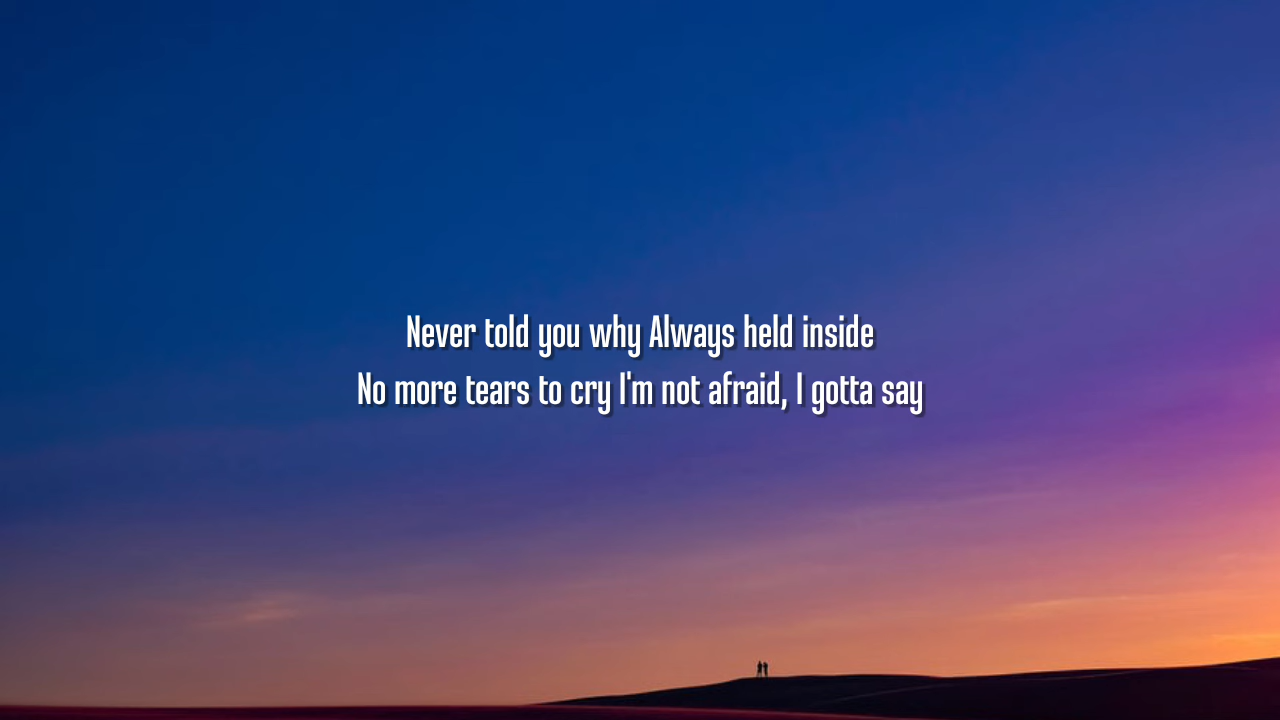 Never told you why Always held inside
No more tears to cry I'm not afraid, I gotta say